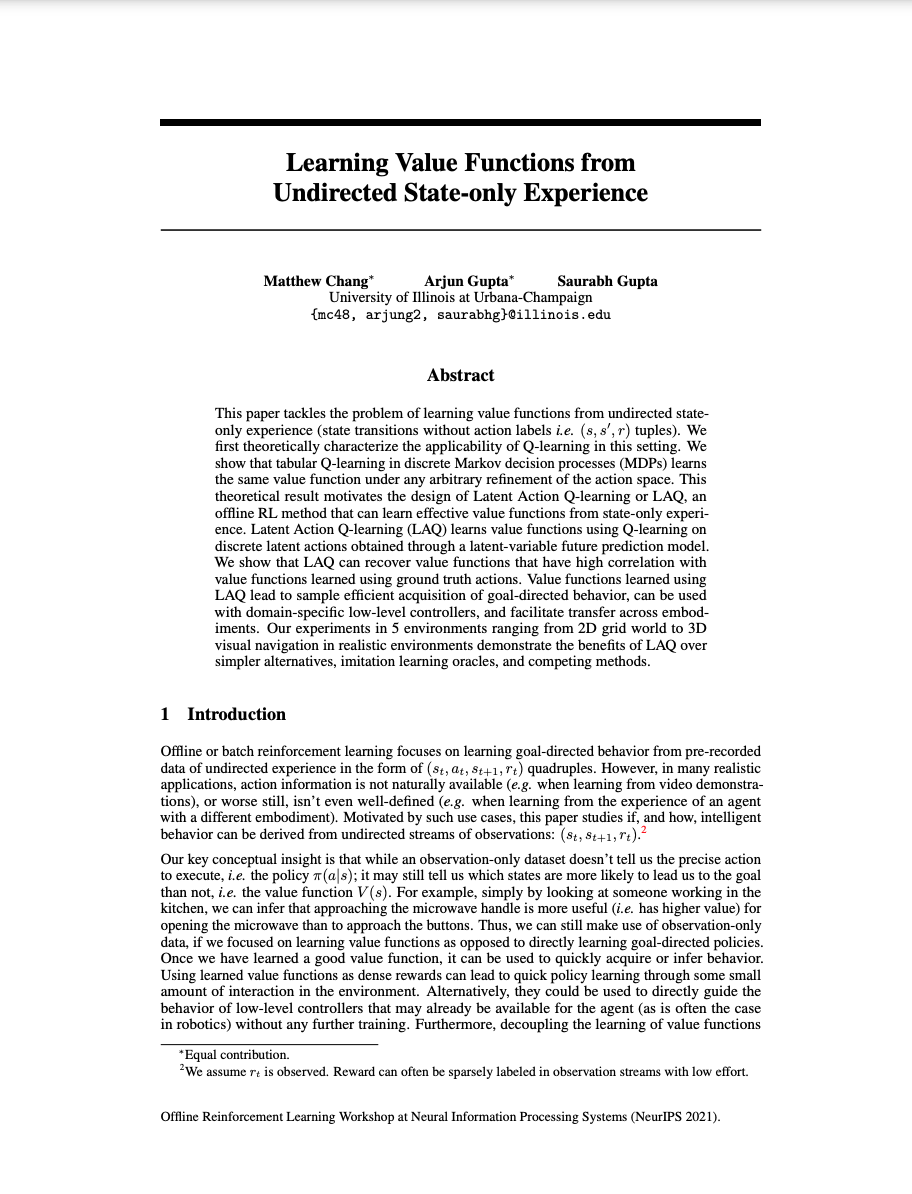 Learning Value Functions from
Undirected State-only Experience
Matthew Chang* Arjun Gupta* Saurabh Gupta
University of Illinois at Urbana-Champaign
{mc48, arjung2, saurabhg}@illinois.edu
Abstract
This paper tackles the problem of learning value functions from undirected state-
only experience (state transitions without action labels i.e. (s, s′, r) tuples). We
first theoretically characterize the applicability of Q-learning in this setting. We
show that tabular Q-learning in discrete Markov decision processes (MDPs) learns
the same value function under any arbitrary refinement of the action space. This
theoretical result motivates the design of Latent Action Q-learning or LAQ, an
offline RL method that can learn effective value functions from state-only experi-
ence. Latent Action Q-learning (LAQ) learns value functions using Q-learning on
discrete latent actions obtained through a latent-variable future prediction model.
We show that LAQ can recover value functions that have high correlation with
value functions learned using ground truth actions. Value functions learned using
LAQ lead to sample efficient acquisition of goal-directed behavior, can be used
with domain-specific low-level controllers, and facilitate transfer across embod-
iments. Our experiments in 5 environments ranging from 2D grid world to 3D
visual navigation in realistic environments demonstrate the benefits of LAQ over
simpler alternatives, imitation learning oracles, and competing methods.
1 Introduction
Offline or batch reinforcement learning focuses on learning goal-directed behavior from pre-recorded
data of undirected experience in the form of (sₜ, aₜ, sₜ₊₁, rₜ) quadruples. However, in many realistic
applications, action information is not naturally available (e.g. when learning from video demonstra-
tions), or worse still, isn't even well-defined (e.g. when learning from the experience of an agent
with a different embodiment). Motivated by such use cases, this paper studies if, and how, intelligent
behavior can be derived from undirected streams of observations: (sₜ, sₜ₊₁, rₜ).²
Our key conceptual insight is that while an observation-only dataset doesn't tell us the precise action
to execute, i.e. the policy π(a|s); it may still tell us which states are more likely to lead us to the goal
than not, i.e. the value function V(s). For example, simply by looking at someone working in the
kitchen, we can infer that approaching the microwave handle is more useful (i.e. has higher value) for
opening the microwave than to approach the buttons. Thus, we can still make use of observation-only
data, if we focused on learning value functions as opposed to directly learning goal-directed policies.
Once we have learned a good value function, it can be used to quickly acquire or infer behavior.
Using learned value functions as dense rewards can lead to quick policy learning through some small
amount of interaction in the environment. Alternatively, they could be used to directly guide the
behavior of low-level controllers that may already be available for the agent (as is often the case
in robotics) without any further training. Furthermore, decoupling the learning of value functions
*Equal contribution.
²We assume rₜ is observed. Reward can often be sparsely labeled in observation streams with low effort.
Offline Reinforcement Learning Workshop at Neural Information Processing Systems (NeurIPS 2021).